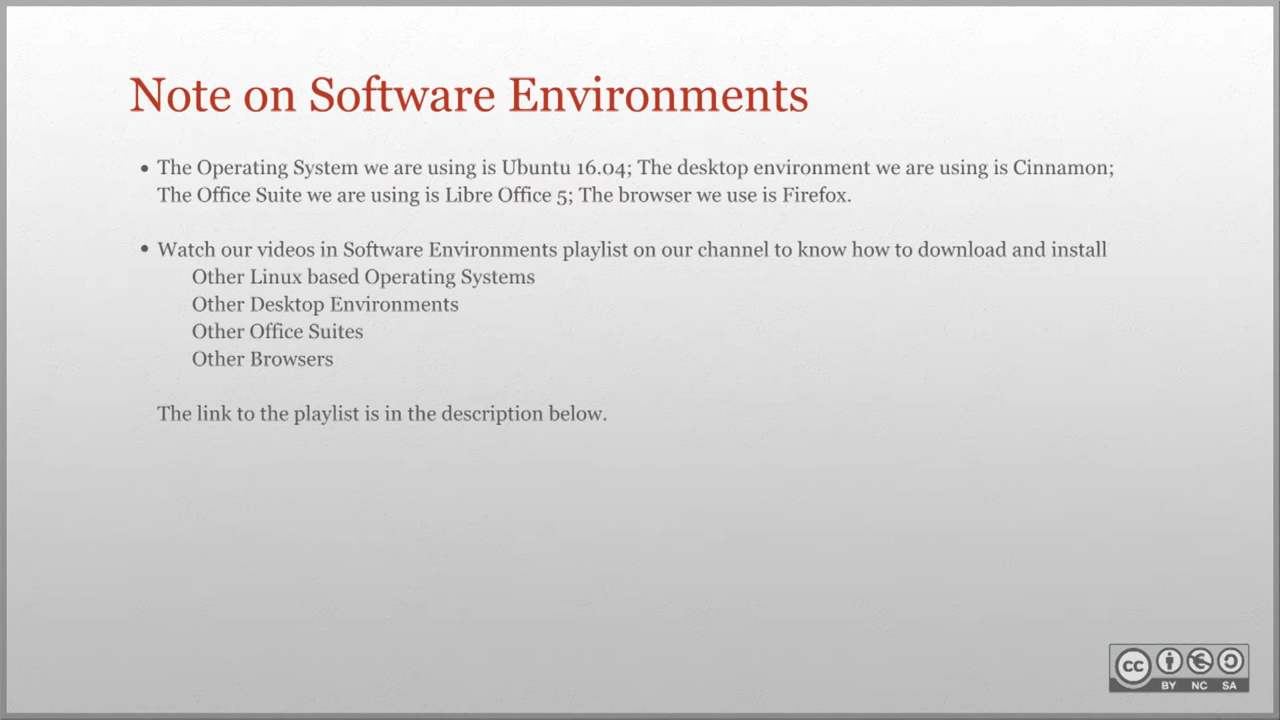 Note on Software Environments
• The Operating System we are using is Ubuntu 16.04; The desktop environment we are using is Cinnamon;
The Office Suite we are using is Libre Office 5; The browser we use is Firefox.
• Watch our videos in Software Environments playlist on our channel to know how to download and install
Other Linux based Operating Systems
Other Desktop Environments
Other Office Suites
Other Browsers
The link to the playlist is in the description below.
cc
BY NC SA